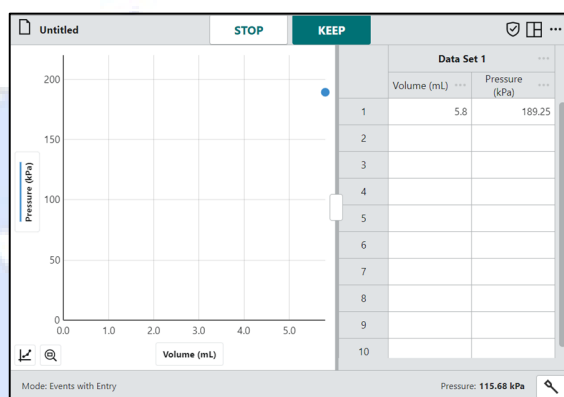 Untitled
STOP
KEEP
Data Set 1
Volume (mL)
Pressure
(kPa)
1
5.8
189.25
2
3
4
5
6
7
8
9
10
200
150
100
50
0
Pressure (kPa)
0.0
1.0
2.0
3.0
4.0
5.0
Volume (mL)
Mode: Events with Entry
Pressure: 115.68 kPa